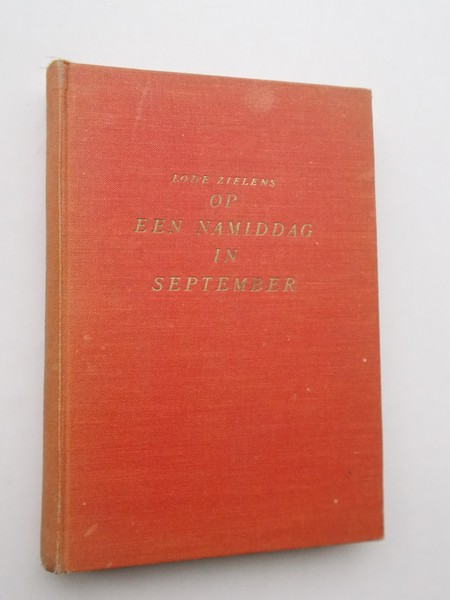 LODE ZIELENS
OP
EEN NAMIDDAG
IN
SEPTEMBER